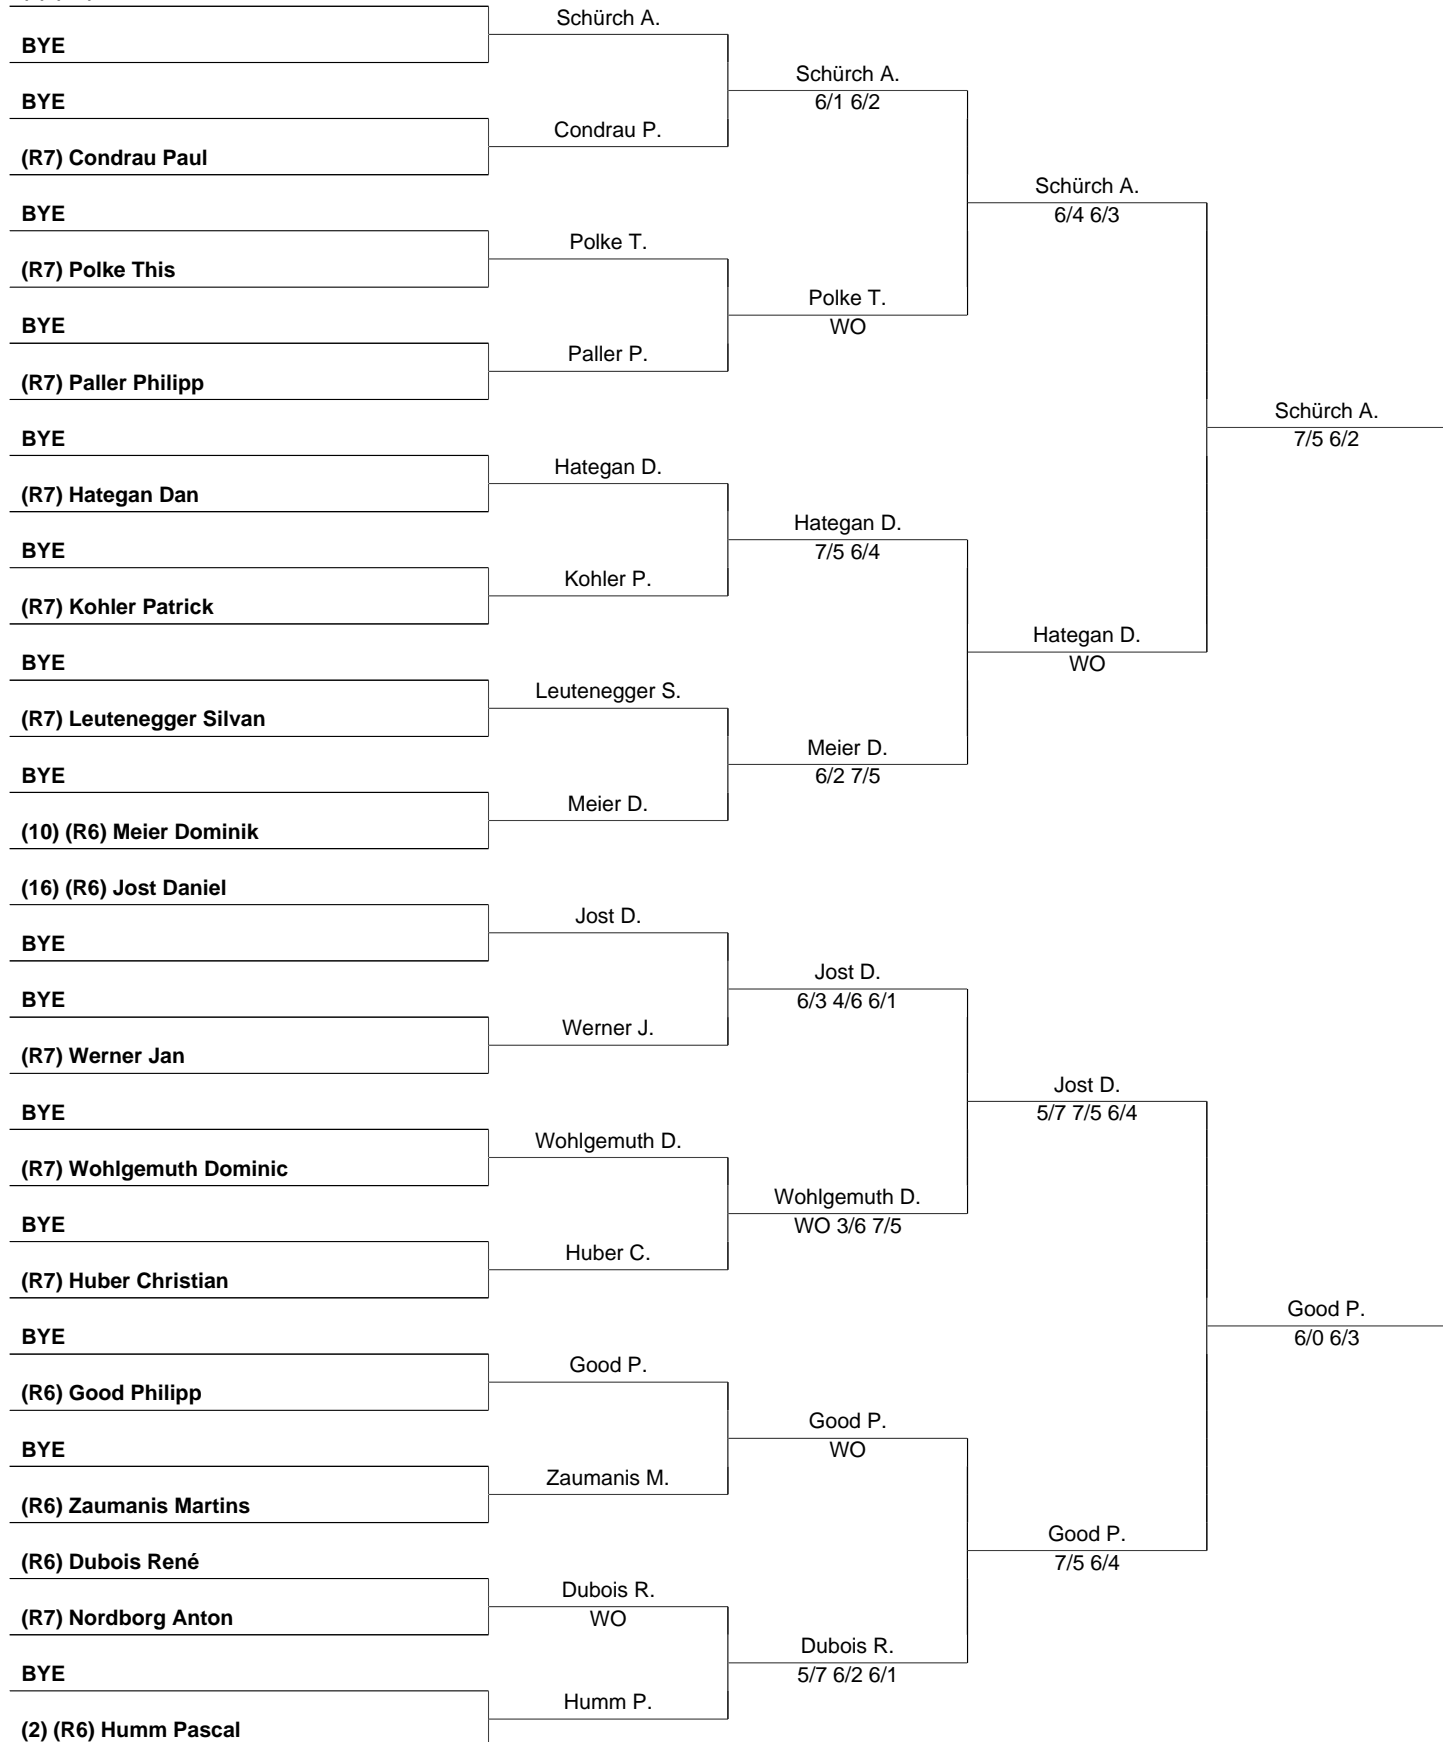 Schürch A.
BYE
Schürch A.
BYE
6/1 6/2
Condrau P.
(R7) Condrau Paul
Schürch A.
BYE
6/4 6/3
Polke T.
(R7) Polke This
Polke T.
BYE
WO
Paller P.
(R7) Paller Philipp
Schürch A.
BYE
7/5 6/2
Hategan D.
(R7) Hategan Dan
Hategan D.
BYE
7/5 6/4
Kohler P.
(R7) Kohler Patrick
Hategan D.
BYE
WO
Leutenegger S.
(R7) Leutenegger Silvan
Meier D.
BYE
6/2 7/5
Meier D.
(10) (R6) Meier Dominik
(16) (R6) Jost Daniel
Jost D.
BYE
Jost D.
BYE
6/3 4/6 6/1
Werner J.
(R7) Werner Jan
Jost D.
BYE
5/7 7/5 6/4
Wohlgemuth D.
(R7) Wohlgemuth Dominic
Wohlgemuth D.
BYE
WO 3/6 7/5
Huber C.
(R7) Huber Christian
Good P.
BYE
6/0 6/3
Good P.
(R6) Good Philipp
Good P.
BYE
WO
Zaumanis M.
(R6) Zaumanis Martins
Good P.
(R6) Dubois René
7/5 6/4
Dubois R.
(R7) Nordborg Anton
WO
Dubois R.
BYE
5/7 6/2 6/1
Humm P.
(2) (R6) Humm Pascal